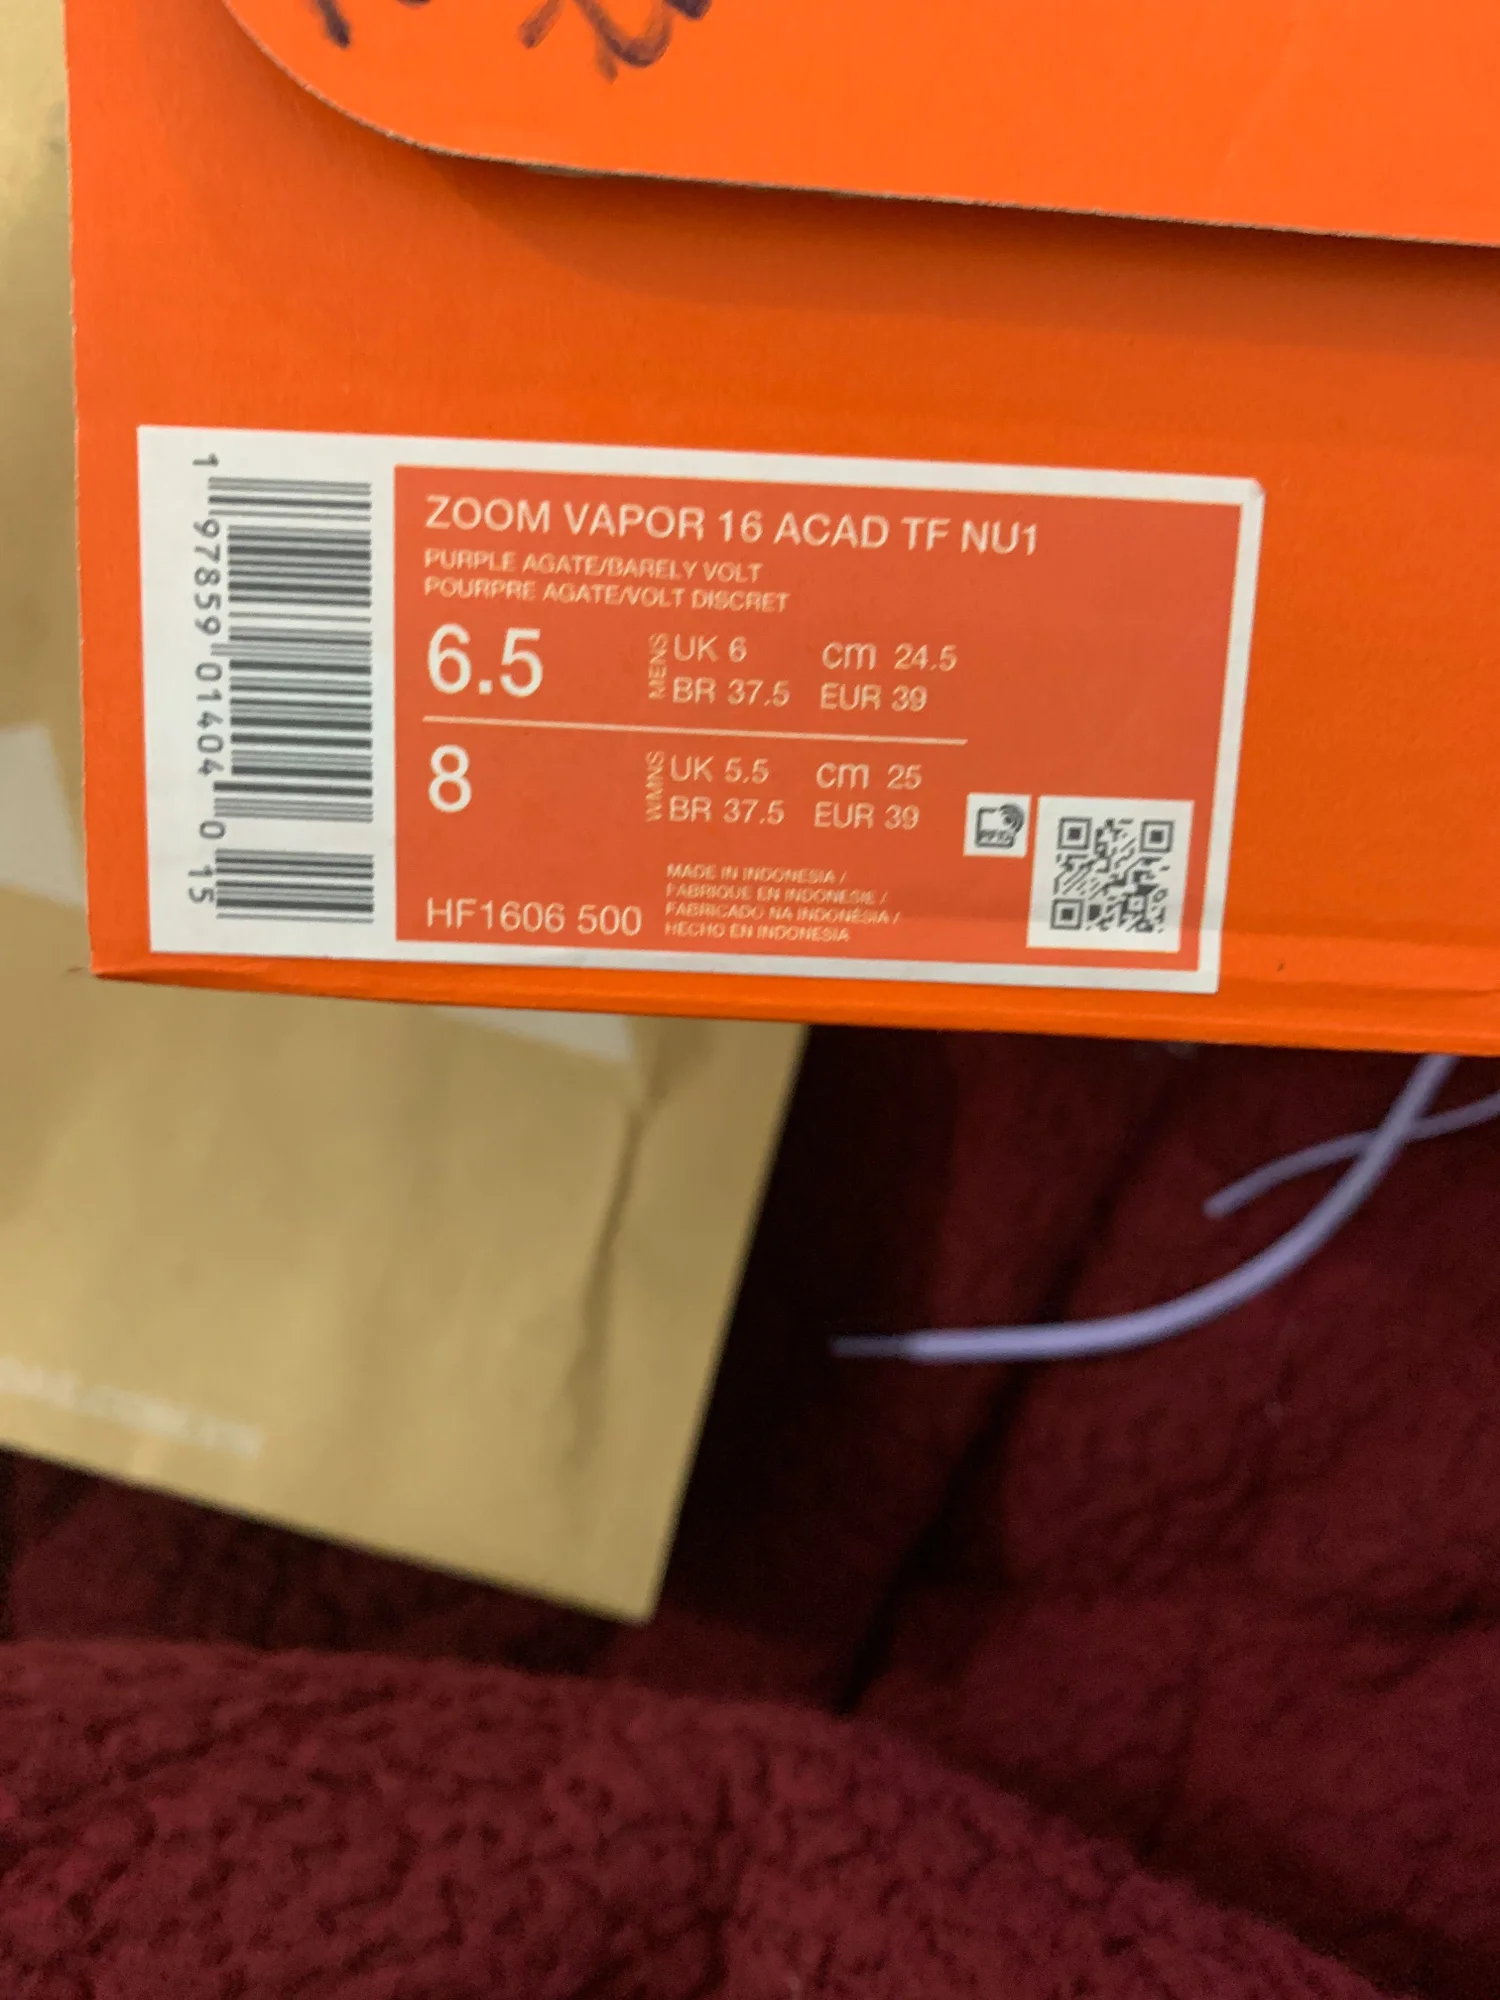 ZOOM VAPOR 16 ACAD TF NU1
PURPLE AGATE/BARELY VOLT
POURPRE AGATE/VOLT DISCRET
6.5 MENS UK 6 cm 24.5
BR 37.5 EUR 39
8 WMNS UK 5.5 cm 25
BR 37.5 EUR 39
MADE IN INDONESIA /
FABRIQUE EN INDONESIE /
FABRICADO NA INDONÉSIA /
HECHO EN INDONESIA
HF1606 500
RFID
1 97859 01404 0 15